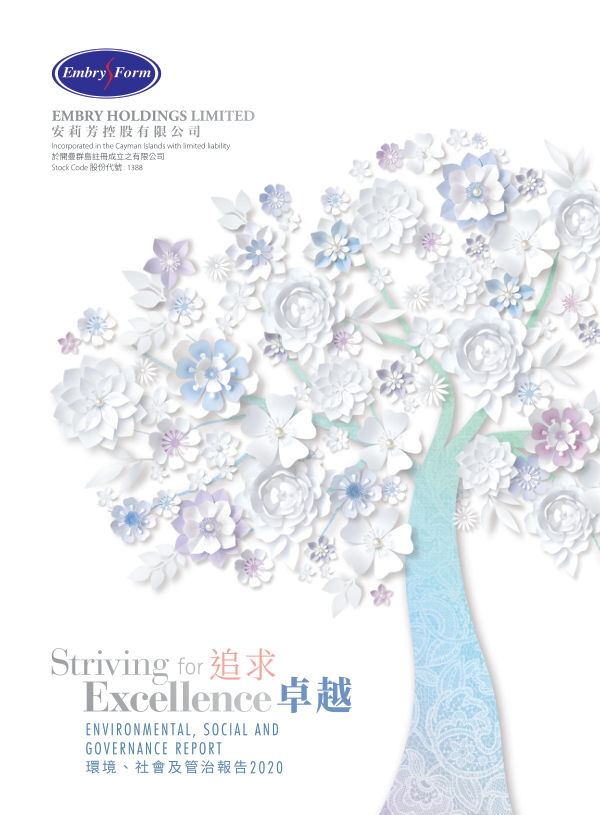 Embry Form
EMBRY HOLDINGS LIMITED
安莉芳控股有限公司
Incorporated in the Cayman Islands with limited liability
於開曼群島註冊成立之有限公司
Stock Code 股份代號 : 1388
Striving for 追求
Excellence 卓越
ENVIRONMENTAL, SOCIAL AND
GOVERNANCE REPORT
環境、社會及管治報告2020